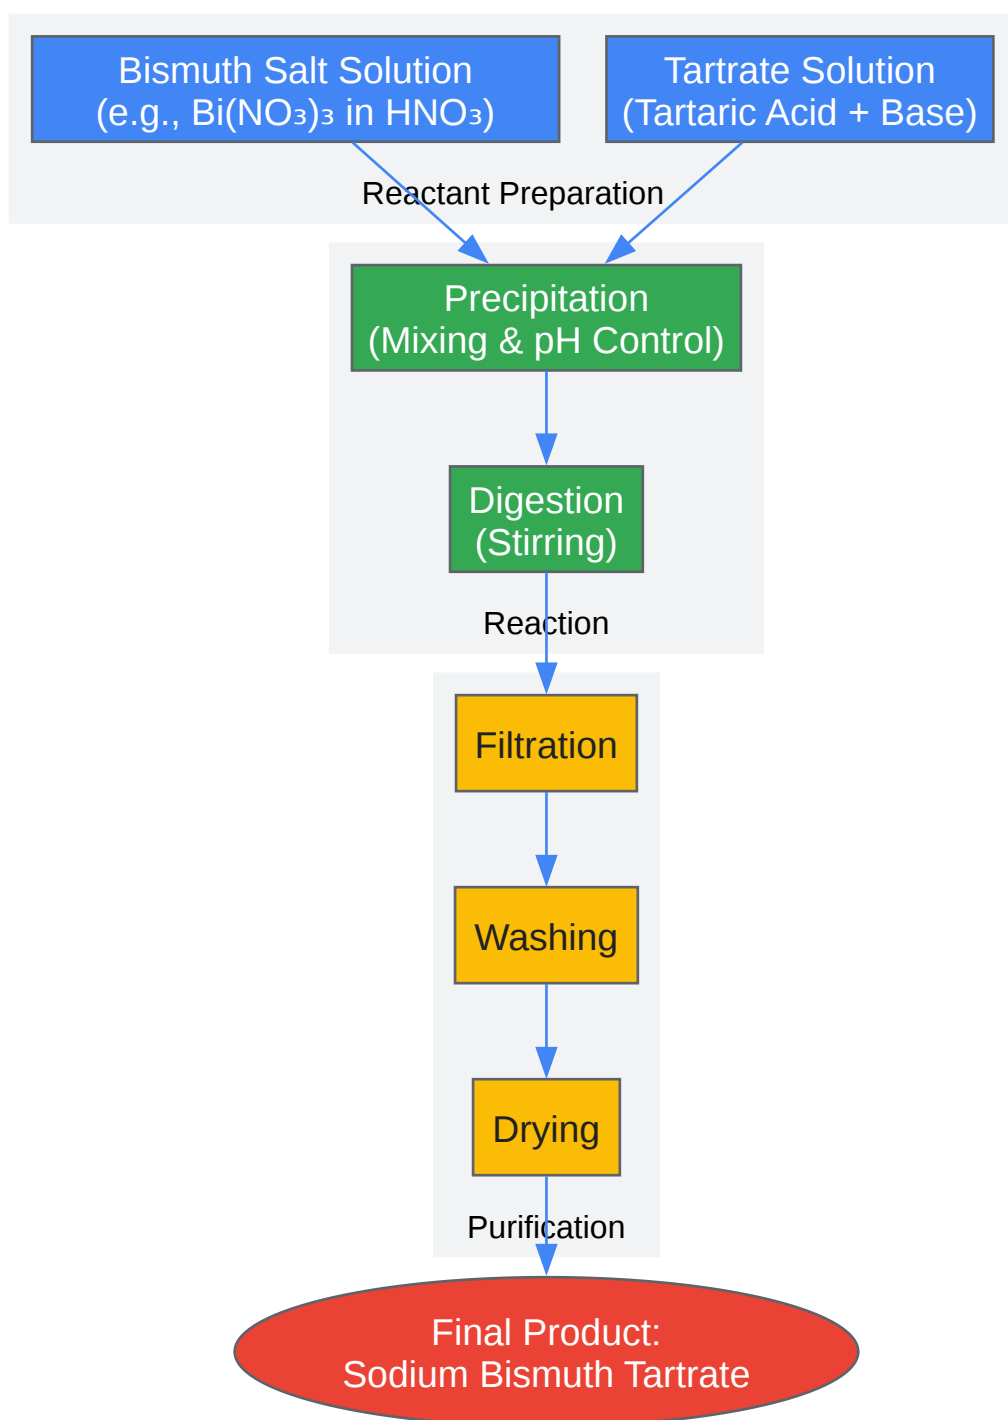 Bismuth Salt Solution
(e.g., Bi(NO₃)₃ in HNO₃)
Tartrate Solution
(Tartaric Acid + Base)
Reactant Preparation
Precipitation
(Mixing & pH Control)
Digestion
(Stirring)
Reaction
Filtration
Washing
Drying
Purification
Final Product:
Sodium Bismuth Tartrate